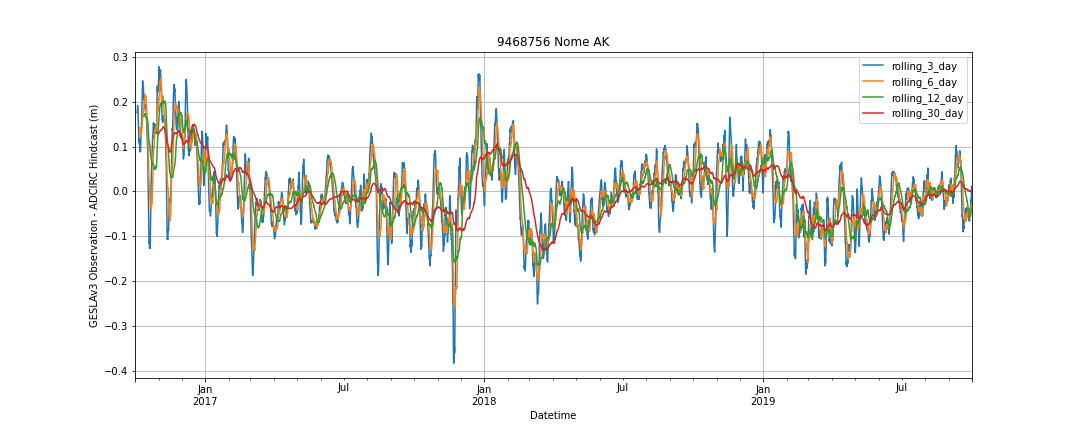 9468756 Nome AK
GESLAv3 Observation - ADCIRC Hindcast (m)
0.3
0.2
0.1
0.0
−0.1
−0.2
−0.3
−0.4
rolling_3_day
rolling_6_day
rolling_12_day
rolling_30_day
Jan Jul Jan Jul Jan Jul
2017 2018 2019
Datetime